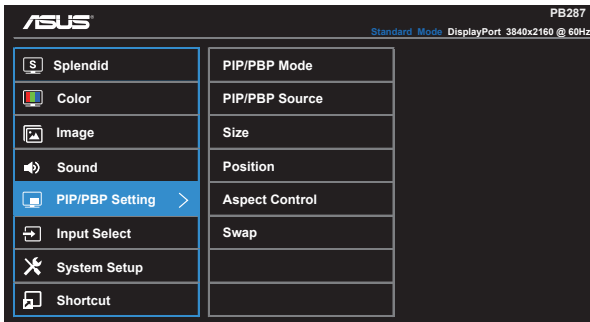 ASUS
PB287
Standard Mode DisplayPort 3840x2160 @ 60Hz
S Splendid
Color
Image
Sound
PIP/PBP Setting >
Input Select
System Setup
Shortcut
PIP/PBP Mode
PIP/PBP Source
Size
Position
Aspect Control
Swap